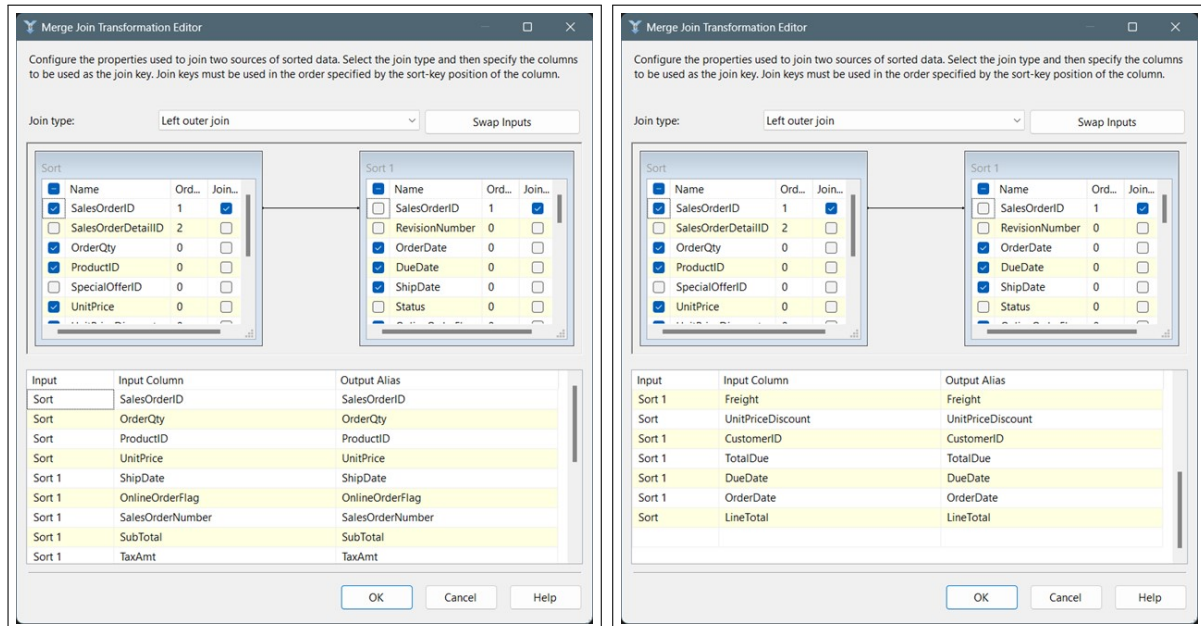 Merge Join Transformation Editor
Configure the properties used to join two sources of sorted data. Select the join type and then specify the columns
to be used as the join key. Join keys must be used in the order specified by the sort-key position of the column.
Join type: Left outer join Swap Inputs
Sort
Name Ord... Join...
SalesOrderID 1
SalesOrderDetailID 2
OrderQty 0
ProductID 0
SpecialOfferID 0
UnitPrice 0
Sort 1
Name Ord... Join...
SalesOrderID 1
RevisionNumber 0
OrderDate 0
DueDate 0
ShipDate 0
Status 0
Input Input Column Output Alias
Sort SalesOrderID SalesOrderID
Sort OrderQty OrderQty
Sort ProductID ProductID
Sort UnitPrice UnitPrice
Sort 1 ShipDate ShipDate
Sort 1 OnlineOrderFlag OnlineOrderFlag
Sort 1 SalesOrderNumber SalesOrderNumber
Sort 1 SubTotal SubTotal
Sort 1 TaxAmt TaxAmt
OK Cancel Help
Merge Join Transformation Editor
Configure the properties used to join two sources of sorted data. Select the join type and then specify the columns
to be used as the join key. Join keys must be used in the order specified by the sort-key position of the column.
Join type: Left outer join Swap Inputs
Sort
Name Ord... Join...
SalesOrderID 1
SalesOrderDetailID 2
OrderQty 0
ProductID 0
SpecialOfferID 0
UnitPrice 0
Sort 1
Name Ord... Join...
SalesOrderID 1
RevisionNumber 0
OrderDate 0
DueDate 0
ShipDate 0
Status 0
Input Input Column Output Alias
Sort 1 Freight Freight
Sort UnitPriceDiscount UnitPriceDiscount
Sort 1 CustomerID CustomerID
Sort 1 TotalDue TotalDue
Sort 1 DueDate DueDate
Sort 1 OrderDate OrderDate
Sort LineTotal LineTotal
OK Cancel Help